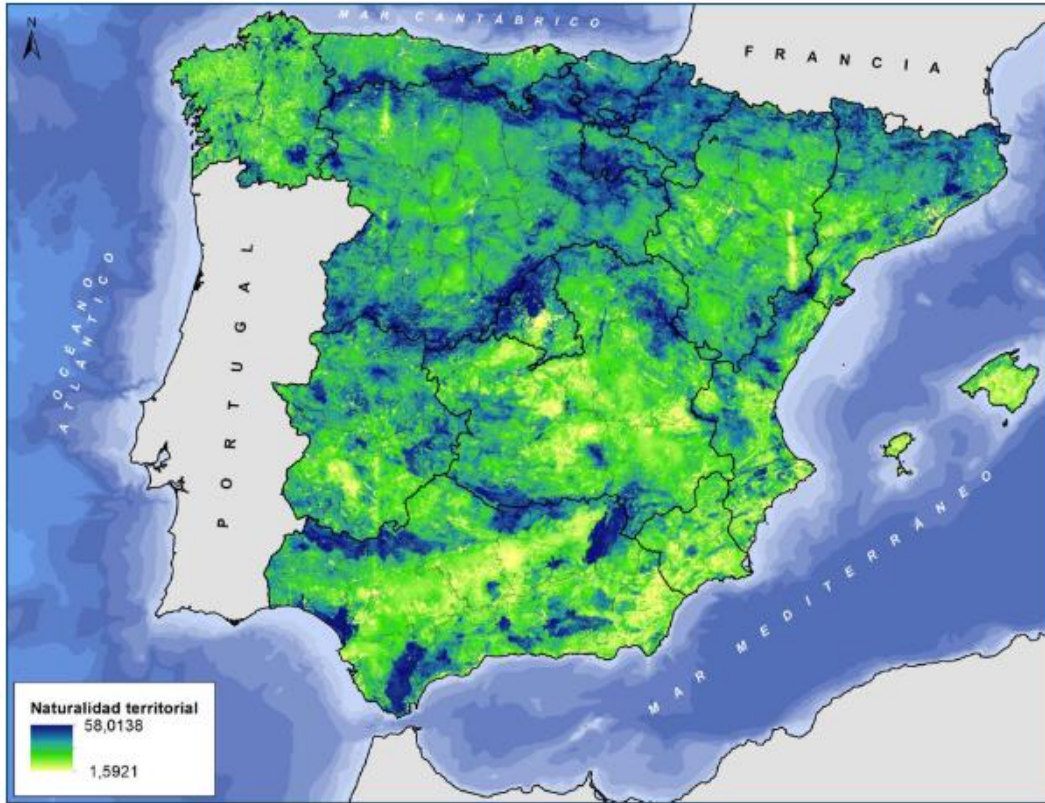 N
MAR CANTÁBRICO
FRANCIA
OCÉANO
ATLÁNTICO
PORTUGAL
MAR MEDITERRÁNEO
Naturalidad territorial
58,0138
1,5921